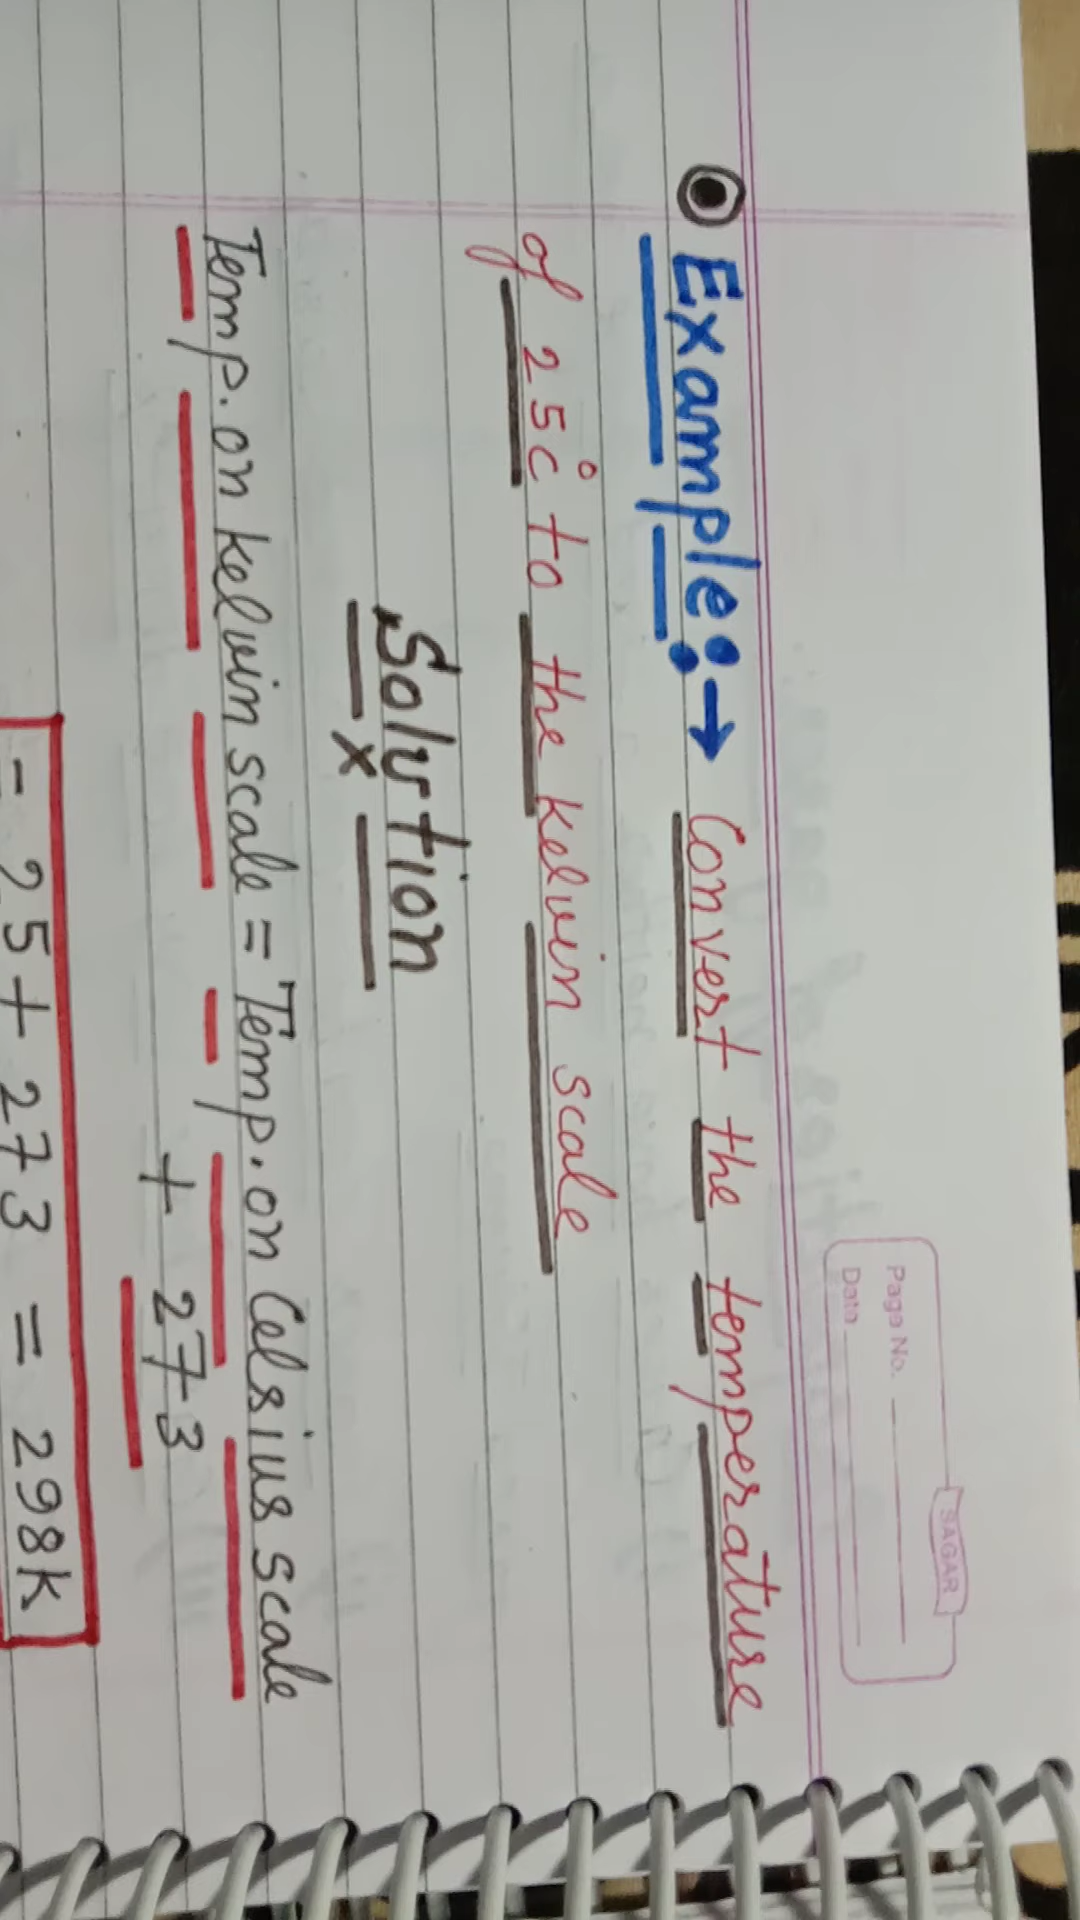 SAGAR
Page No.
Date
Example :→ Convert the temperature
of 25c° to the kelvin scale
Solution
x
Temp. on kelvin scale = Temp. on Celsius scale
+ 273
= 25 + 273 = 298k